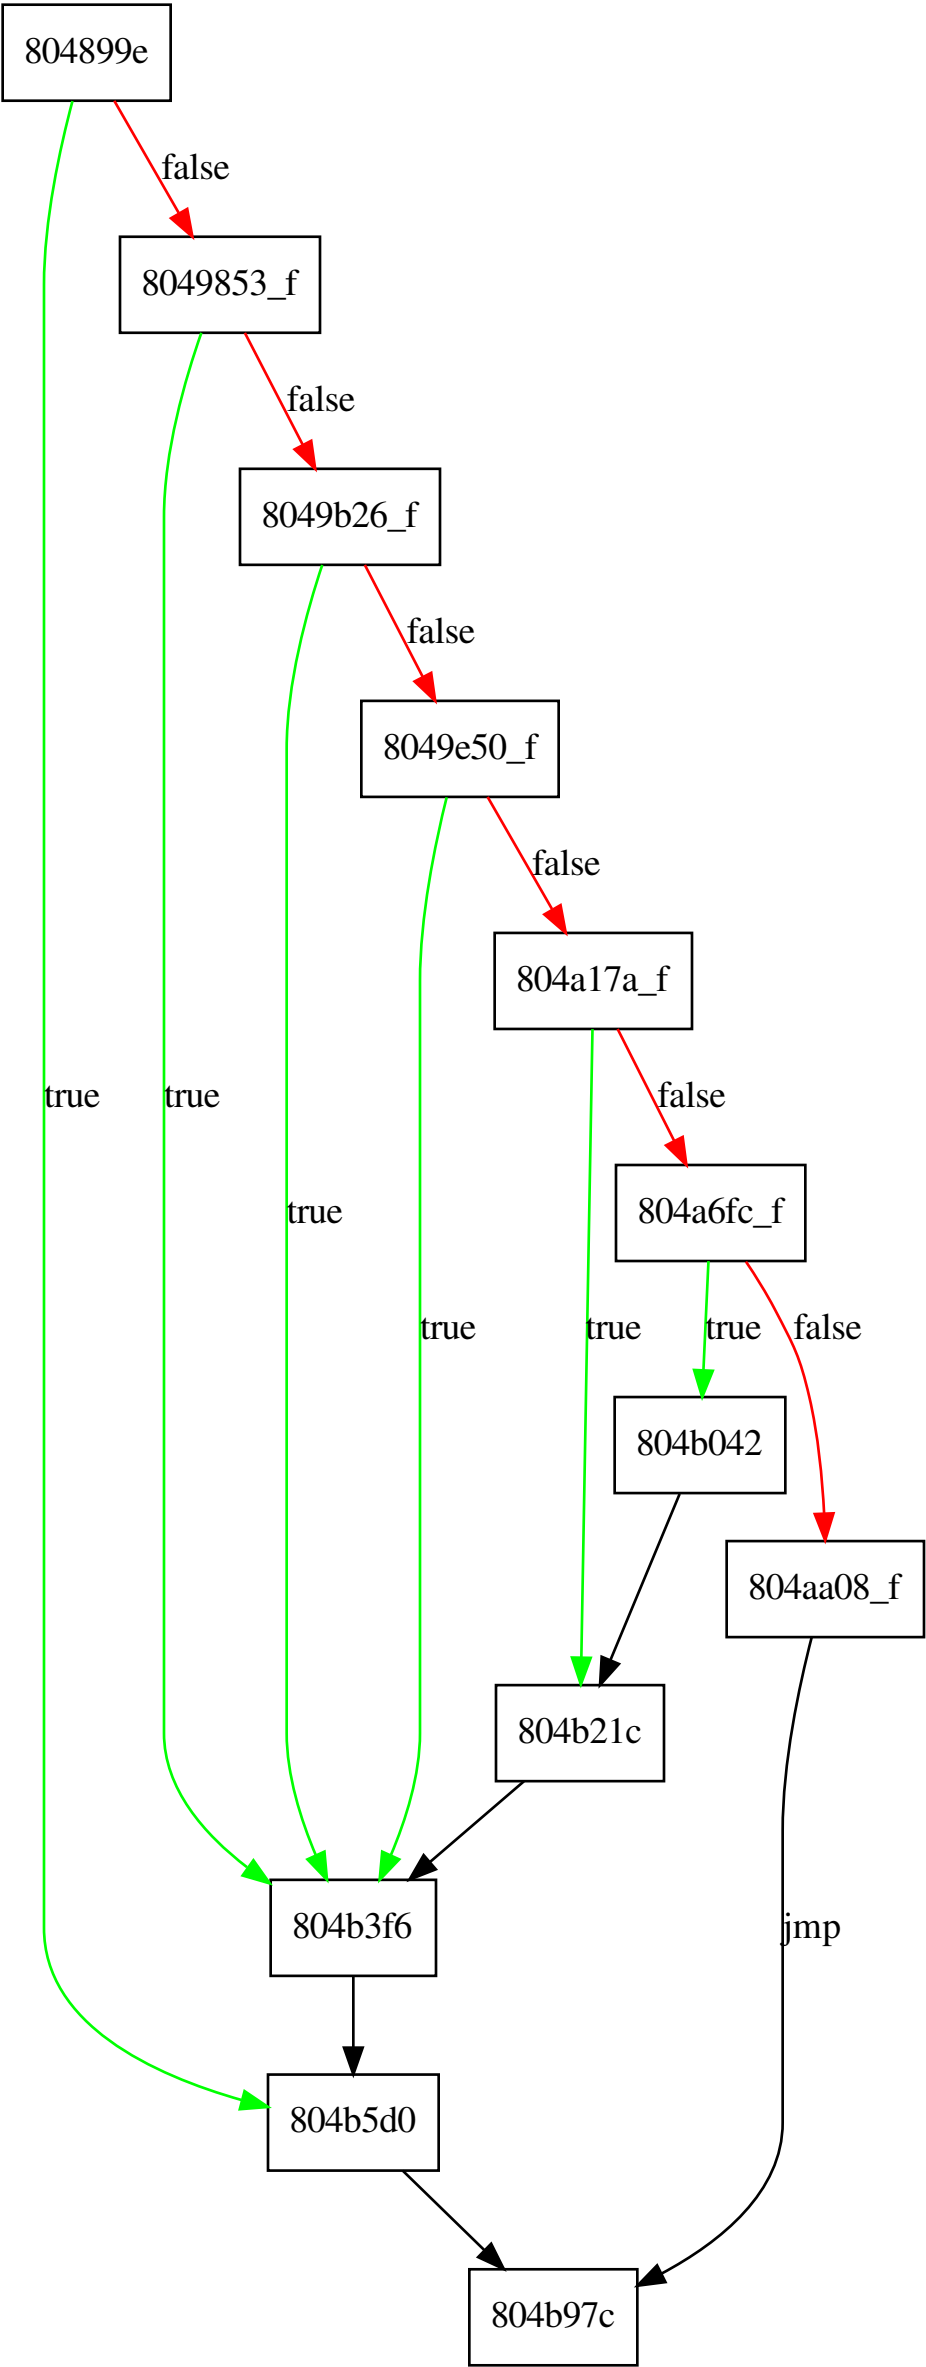 804899e
false
8049853_f
false
8049b26_f
false
8049e50_f
false
804a17a_f
true
true
false
true
804a6fc_f
true
true
true
false
804b042
804aa08_f
804b21c
804b3f6
jmp
804b5d0
804b97c